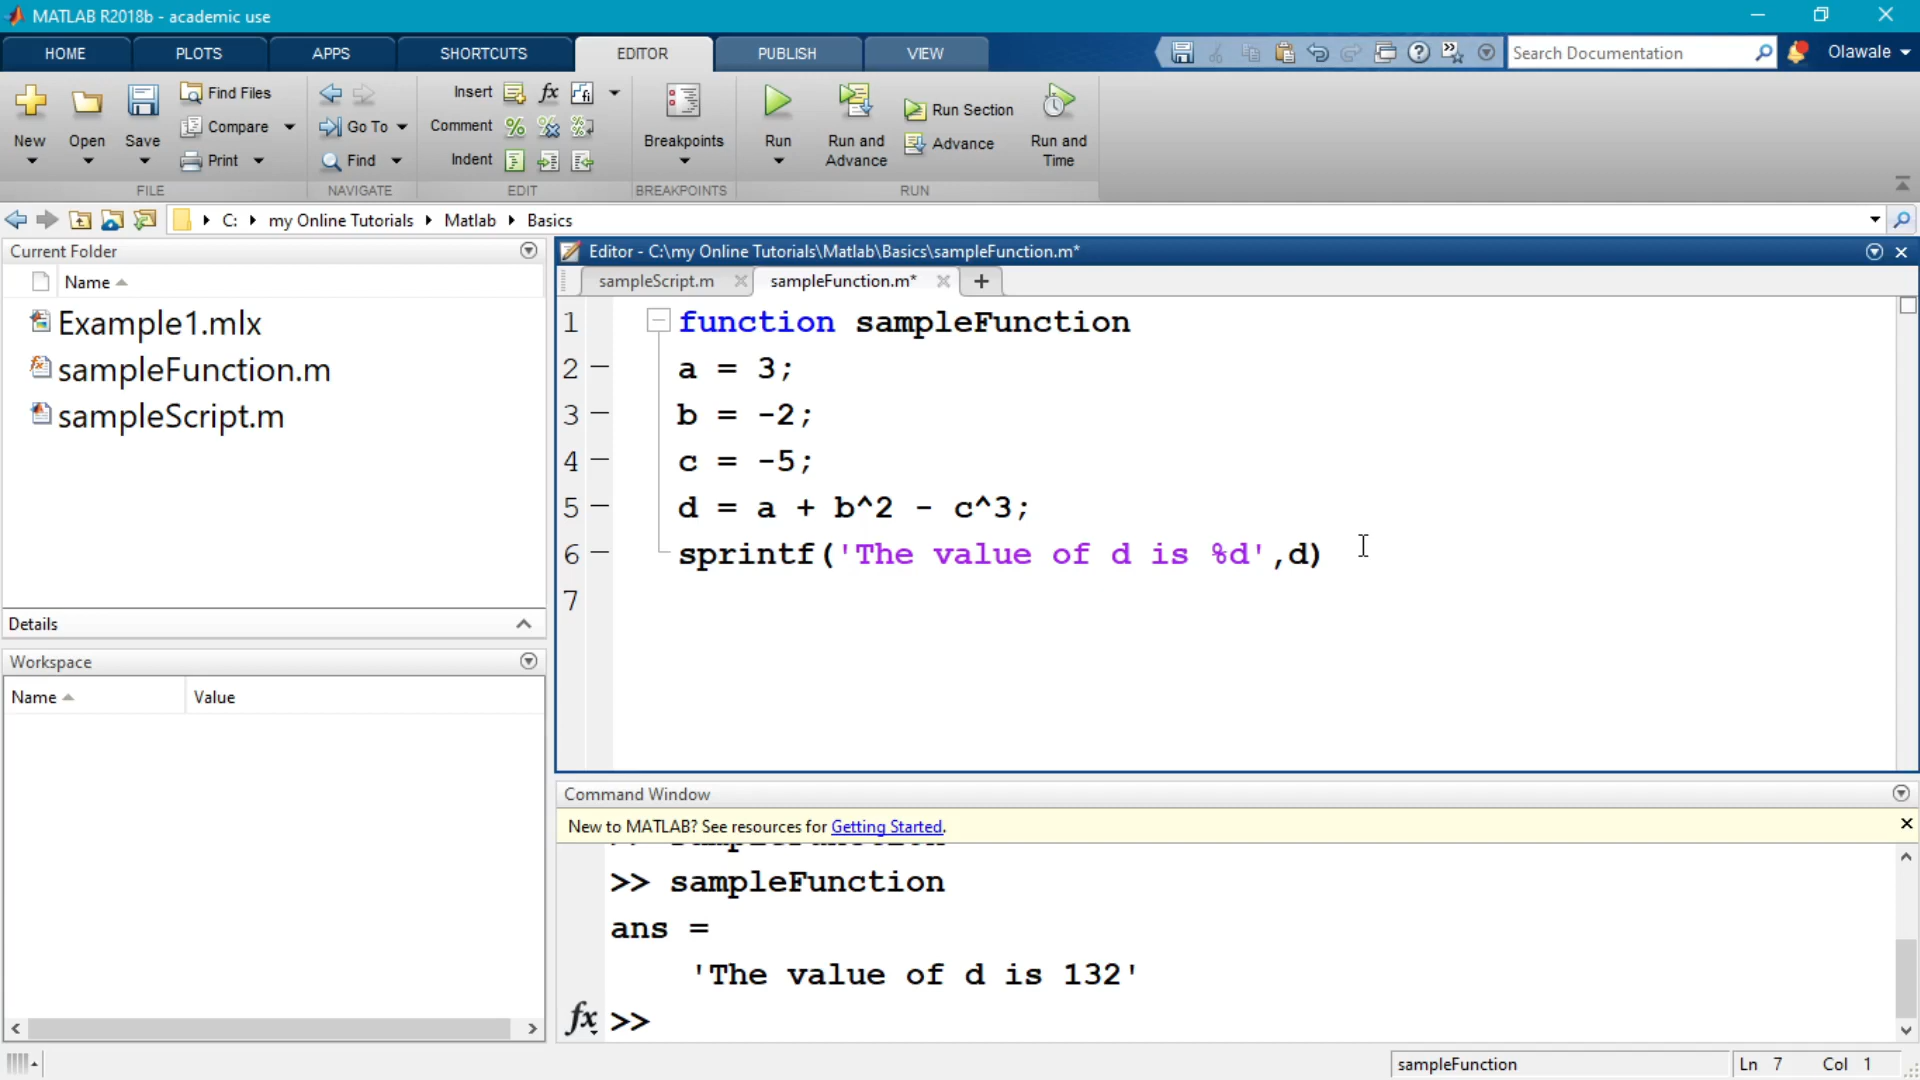 MATLAB R2018b - academic use
HOME
PLOTS
APPS
SHORTCUTS
EDITOR
PUBLISH
VIEW
Search Documentation
Olawale
New
Open
Save
Find Files
Compare
Print
FILE
Go To
Find
NAVIGATE
Insert
Comment
Indent
EDIT
Breakpoints
BREAKPOINTS
Run
Run and
Advance
Run Section
Advance
Run and
Time
RUN
C:
my Online Tutorials
Matlab
Basics
Current Folder
Name
Example1.mlx
sampleFunction.m
sampleScript.m
Details
Workspace
Name
Value
Editor - C:\my Online Tutorials\Matlab\Basics\sampleFunction.m*
sampleScript.m
sampleFunction.m*
1 function sampleFunction
2 a = 3;
3 b = -2;
4 c = -5;
5 d = a + b^2 - c^3;
6 sprintf('The value of d is %d',d)
7
Command Window
New to MATLAB? See resources for Getting Started.
>> sampleFunction
ans =
'The value of d is 132'
fx >>
sampleFunction
Ln 7 Col 1